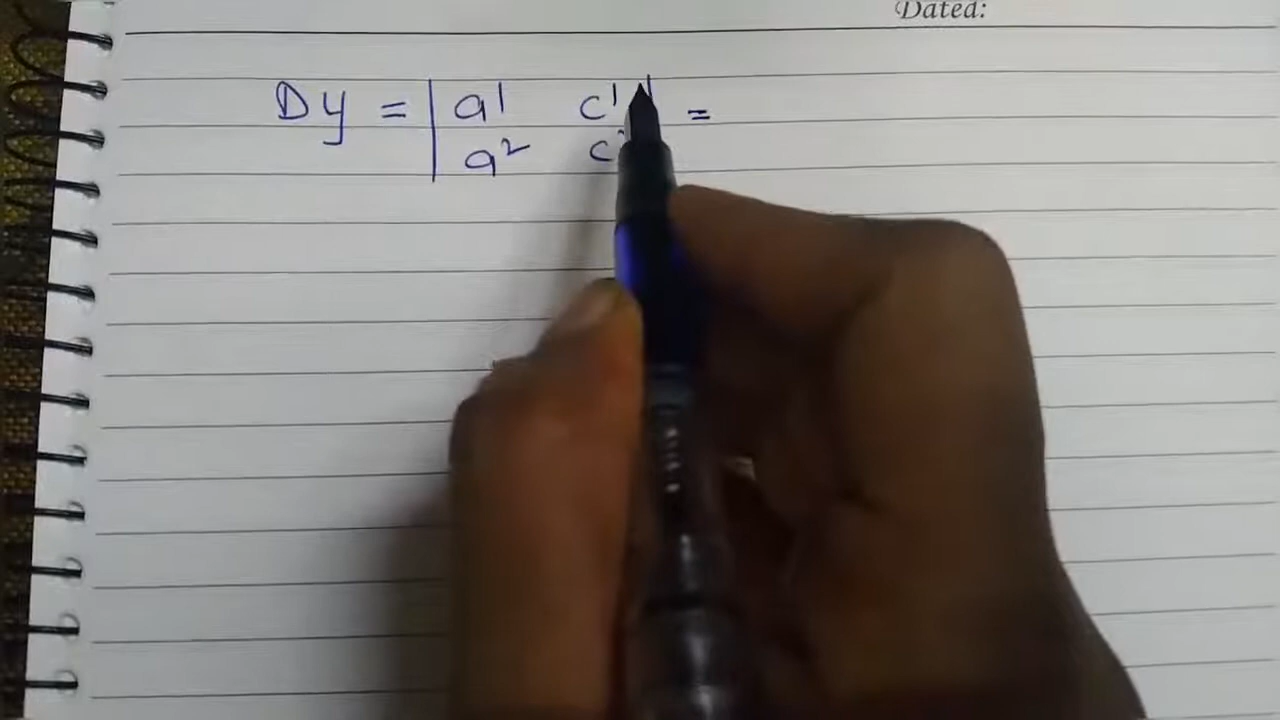 Dated:
Dy = | a1 c1 | =
a2 c